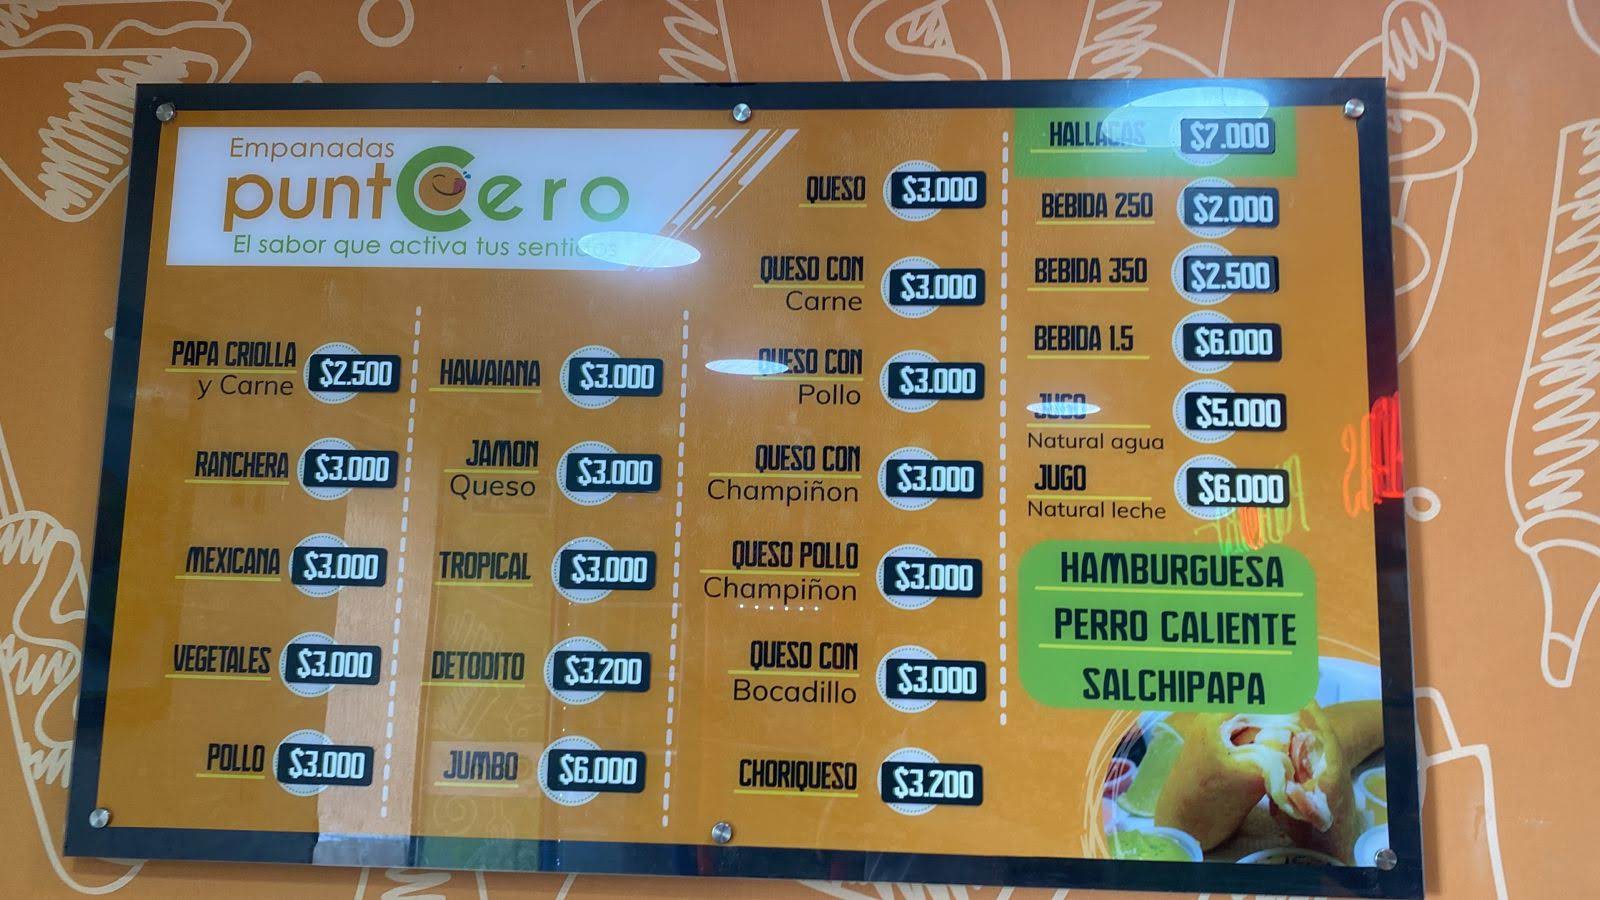 Empanadas
puntCero
El sabor que activa tus sentidos
PAPA CRIOLLA
y Carne $2.500
RANCHERA $3.000
MEXICANA $3.000
VEGETALES $3.000
POLLO $3.000
HAWAIANA $3.000
JAMON
Queso $3.000
TROPICAL $3.000
DETODITO $3.200
JUMBO $6.000
QUESO $3.000
QUESO CON
Carne $3.000
QUESO CON
Pollo $3.000
QUESO CON
Champiñon $3.000
QUESO POLLO
Champiñon $3.000
QUESO CON
Bocadillo $3.000
CHORIQUESO $3.200
HALLACAS $7.000
BEBIDA 250 $2.000
BEBIDA 350 $2.500
BEBIDA 1.5 $6.000
JUGO $5.000
Natural agua
JUGO $6.000
Natural leche
HAMBURGUESA
PERRO CALIENTE
SALCHIPAPA